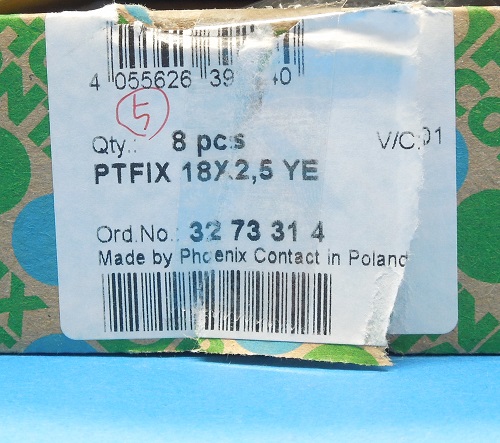 4 055626 39 40
5
Qty.: 8 pcs V/C:01
PTFIX 18X2,5 YE
Ord.No.: 32 73 31 4
Made by Phoenix Contact in Poland